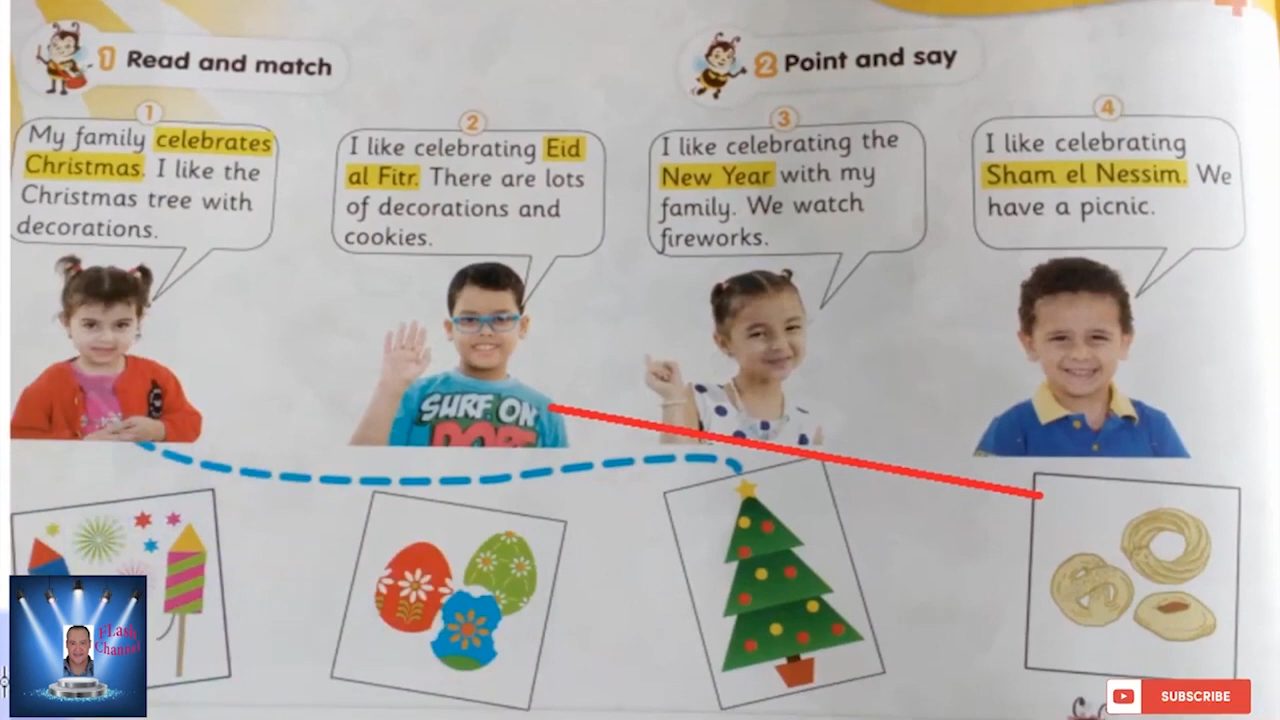 1 Read and match
2 Point and say
1
My family celebrates
Christmas. I like the
Christmas tree with
decorations.
2
I like celebrating Eid
al Fitr. There are lots
of decorations and
cookies.
3
I like celebrating the
New Year with my
family. We watch
fireworks.
4
I like celebrating
Sham el Nessim. We
have a picnic.
SURF ON
FLash
Channel
SUBSCRIBE